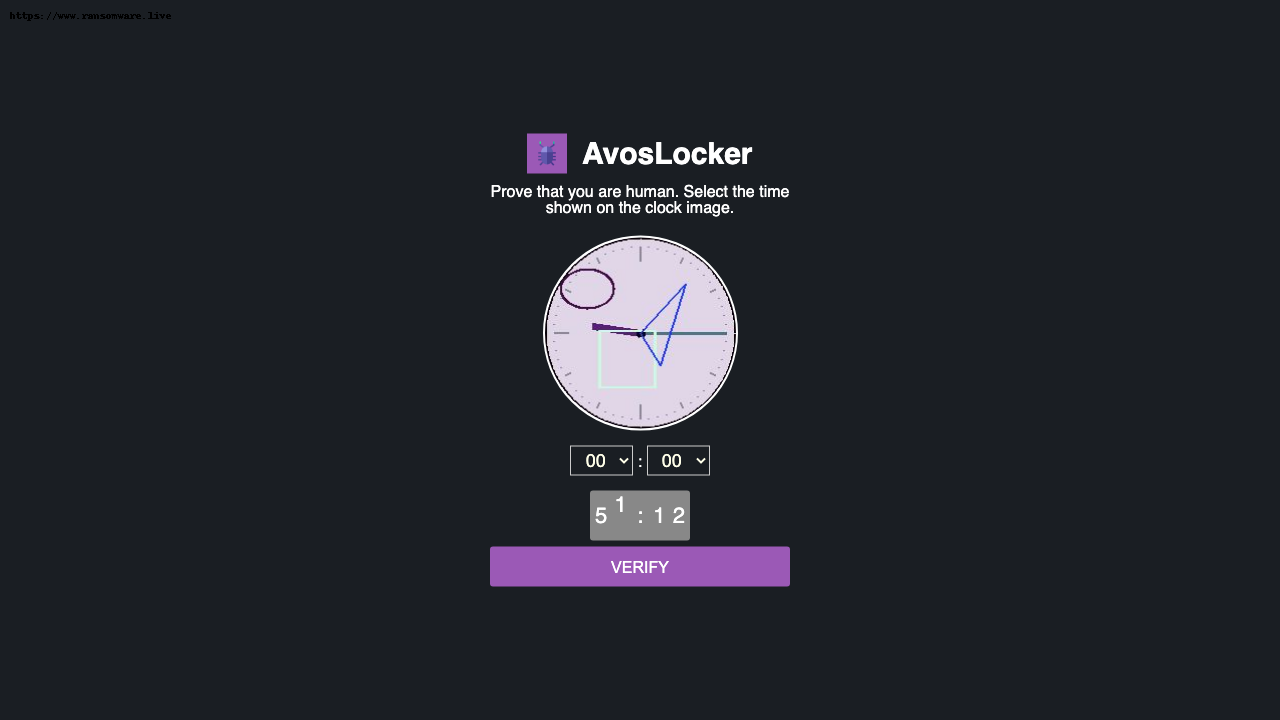 https://www.ransomware.live
AvosLocker
Prove that you are human. Select the time
shown on the clock image.
00 : 00
5 1 : 1 2
VERIFY